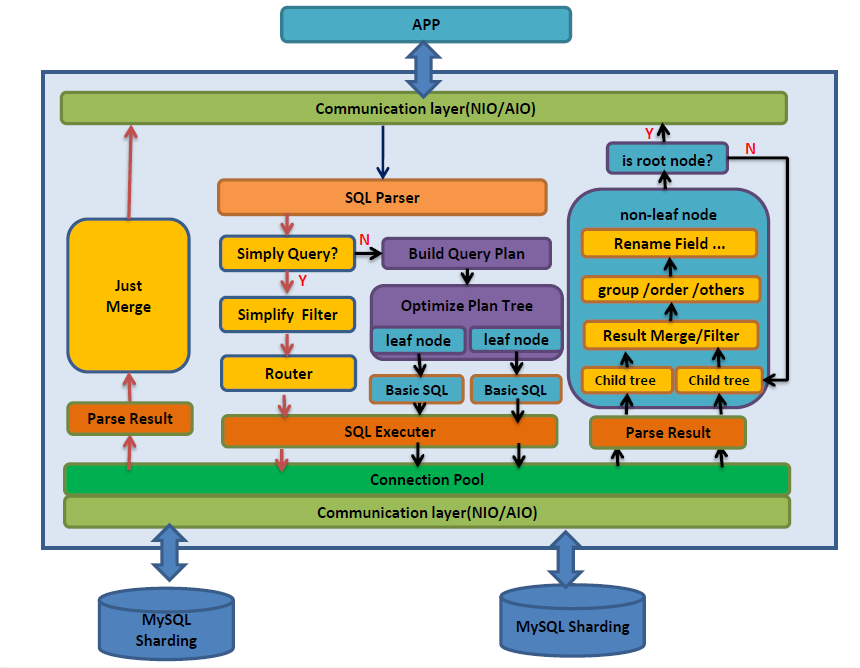 APP
Communication layer(NIO/AIO)
Y
is root node?
N
SQL Parser
non-leaf node
Rename Field ...
Simply Query?
N
Build Query Plan
Y
Just
Merge
group /order /others
Simplify Filter
Optimize Plan Tree
leaf node
leaf node
Result Merge/Filter
Router
Basic SQL
Basic SQL
Child tree
Child tree
Parse Result
SQL Executer
Parse Result
Connection Pool
Communication layer(NIO/AIO)
MySQL
Sharding
MySQL Sharding